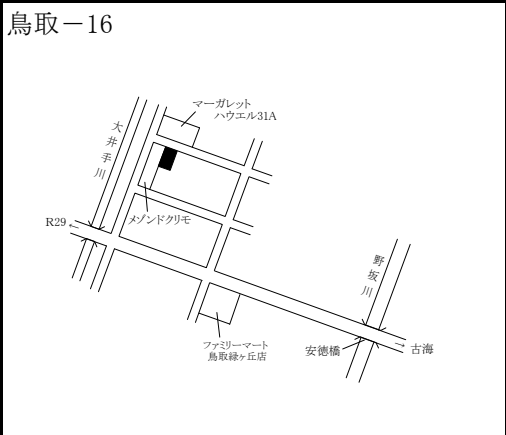 鳥取－16
マーガレット
ハウエル31A
大井手川
メゾンドクリモ
R29←
野坂川
ファミリーマート
鳥取緑ヶ丘店
安徳橋
→古海